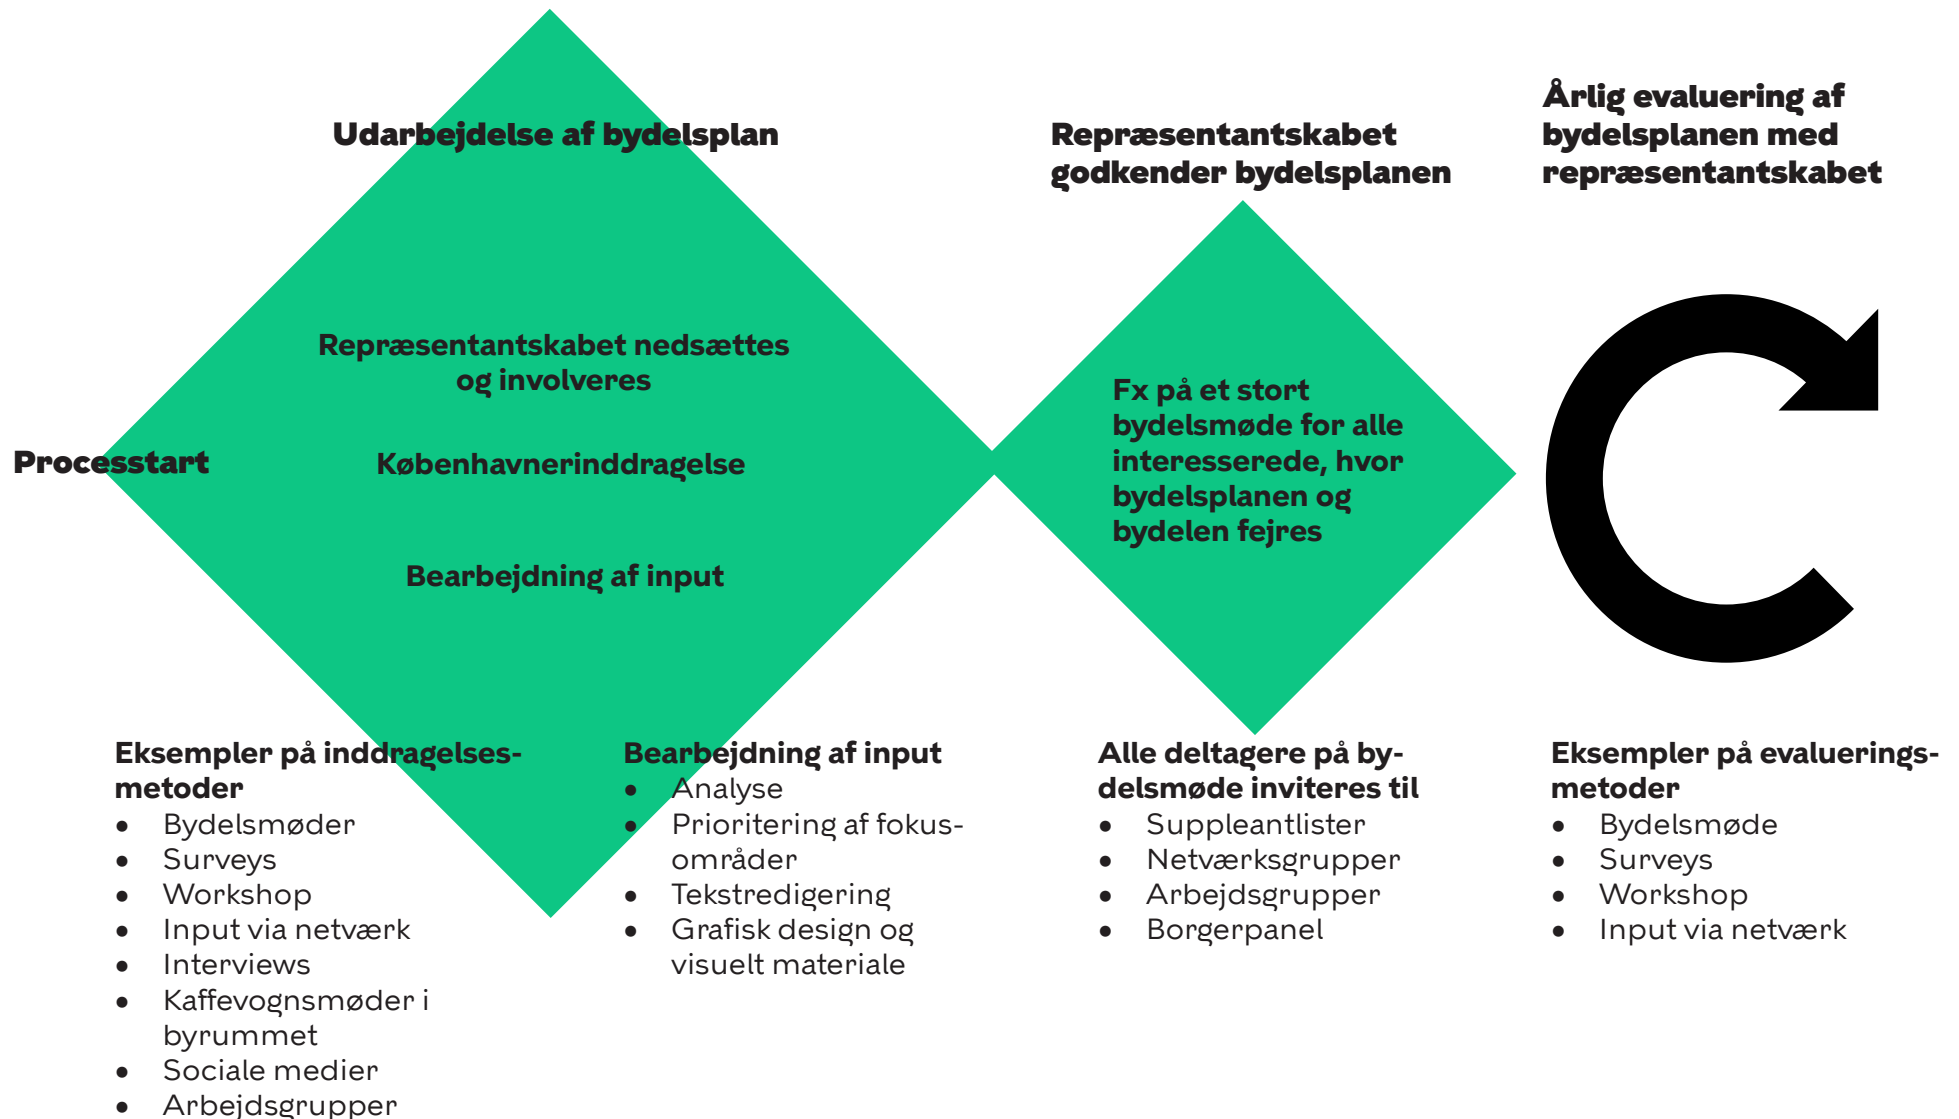 Udarbejdelse af bydelsplan
Repræsentantskabet
godkender bydelsplanen
Årlig evaluering af
bydelsplanen med
repræsentantskabet
Processtart
Repræsentantskabet nedsættes
og involveres
Københavnerinddragelse
Bearbejdning af input
Fx på et stort
bydelsmøde for alle
interesserede, hvor
bydelsplanen og
bydelen fejres
Eksempler på inddragelses-
metoder
• Bydelsmøder
• Surveys
• Workshop
• Input via netværk
• Interviews
• Kaffevognsmøder i
byrummet
• Sociale medier
• Arbejdsgrupper
Bearbejdning af input
• Analyse
• Prioritering af fokus-
områder
• Tekstredigering
• Grafisk design og
visuelt materiale
Alle deltagere på by-
delsmøde inviteres til
• Suppleantlister
• Netværksgrupper
• Arbejdsgrupper
• Borgerpanel
Eksempler på evaluerings-
metoder
• Bydelsmøde
• Surveys
• Workshop
• Input via netværk